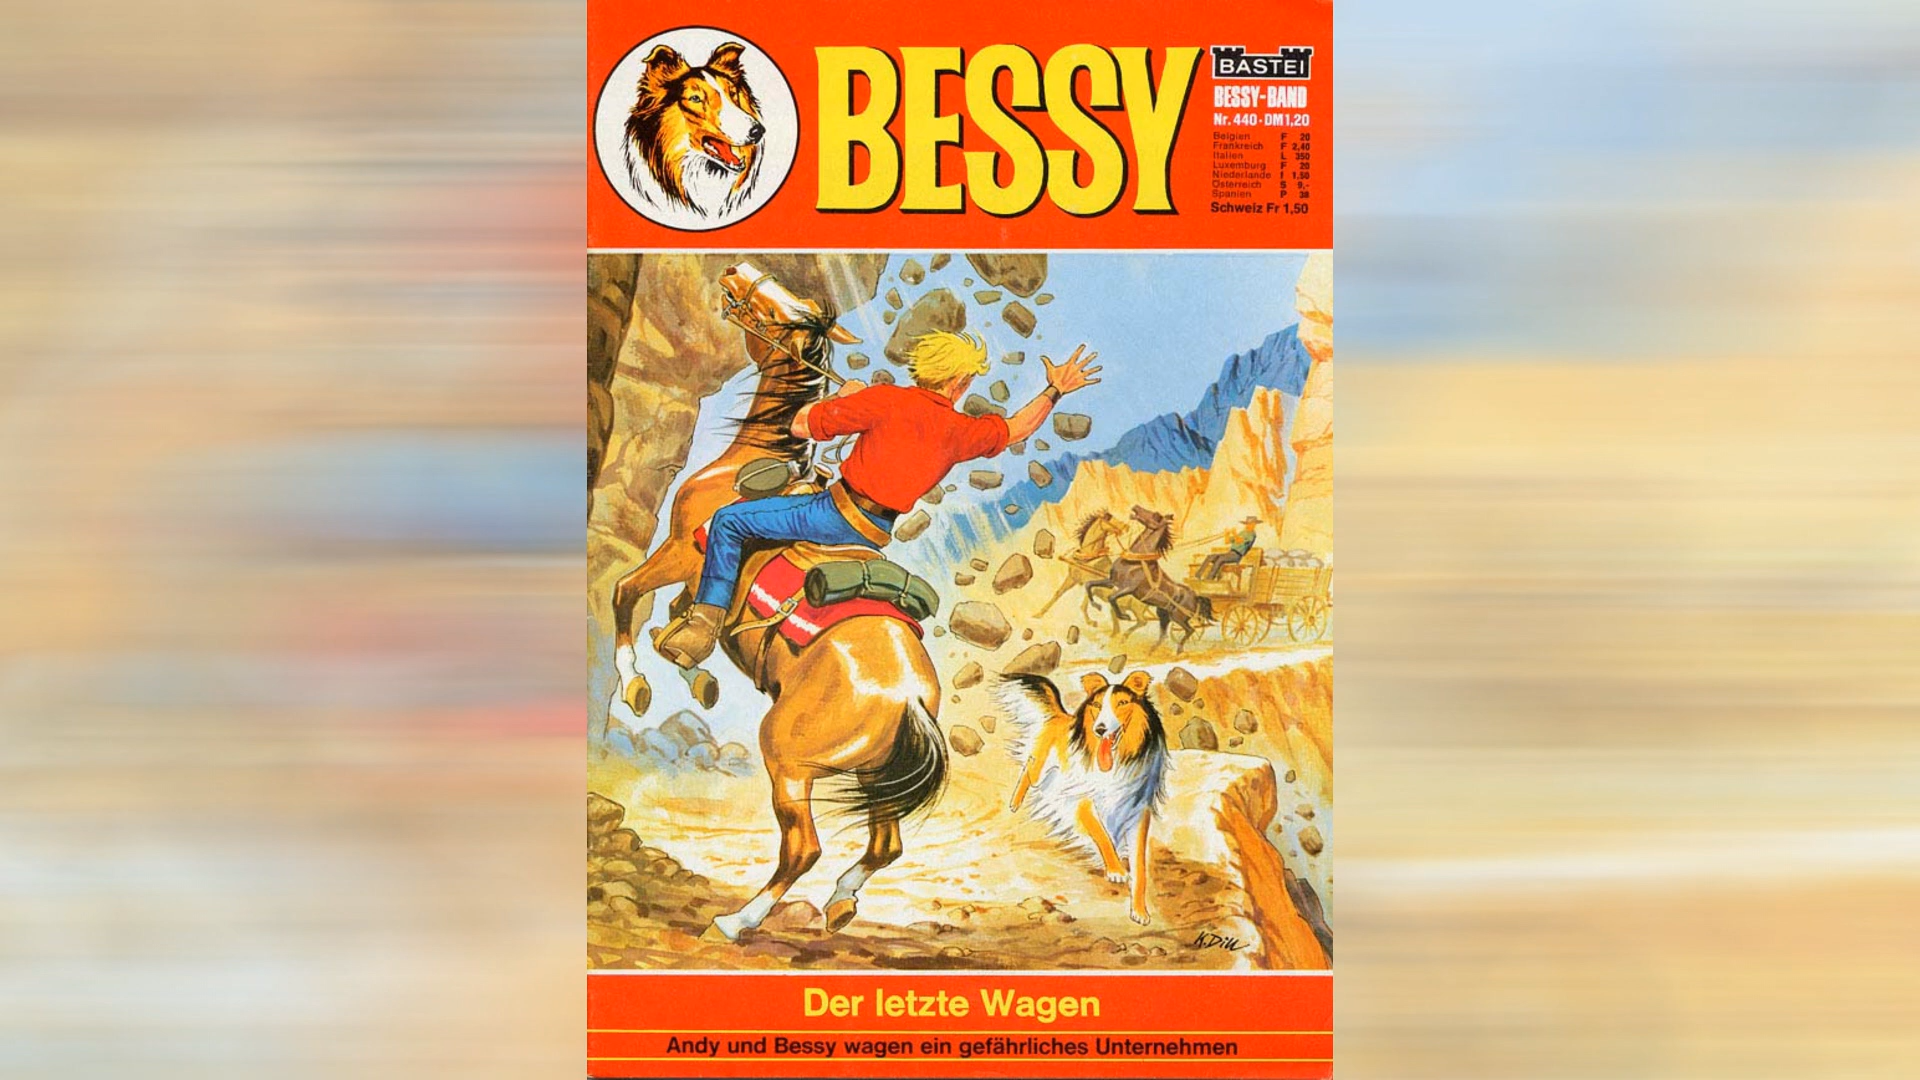 BESSY
BASTEI
BESSY-BAND
Nr. 440 · DM 1,20
Belgien F 20
Frankreich F 2,40
Italien L 350
Luxemburg F 20
Niederlande f 1,50
Österreich S 9,-
Spanien P 38
Schweiz Fr 1,50
K. Dill
Der letzte Wagen
Andy und Bessy wagen ein gefährliches Unternehmen